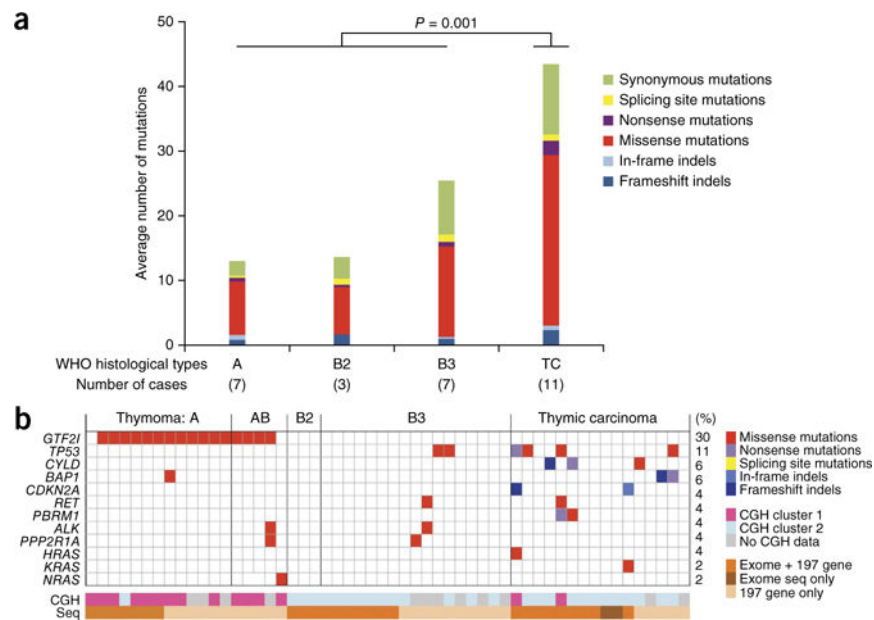 a
P = 0.001
Average number of mutations
50
40
30
20
10
0
Synonymous mutations
Splicing site mutations
Nonsense mutations
Missense mutations
In-frame indels
Frameshift indels
WHO histological types A B2 B3 TC
Number of cases (7) (3) (7) (11)
b
Thymoma: A AB B2 B3 Thymic carcinoma (%)
GTF2I 30
TP53 11
CYLD 6
BAP1 6
CDKN2A 4
RET 4
PBRM1 4
ALK 4
PPP2R1A 4
HRAS
KRAS 2
NRAS 2
CGH
Seq
Missense mutations
Nonsense mutations
Splicing site mutations
In-frame indels
Frameshift indels
CGH cluster 1
CGH cluster 2
No CGH data
Exome + 197 gene
Exome seq only
197 gene only